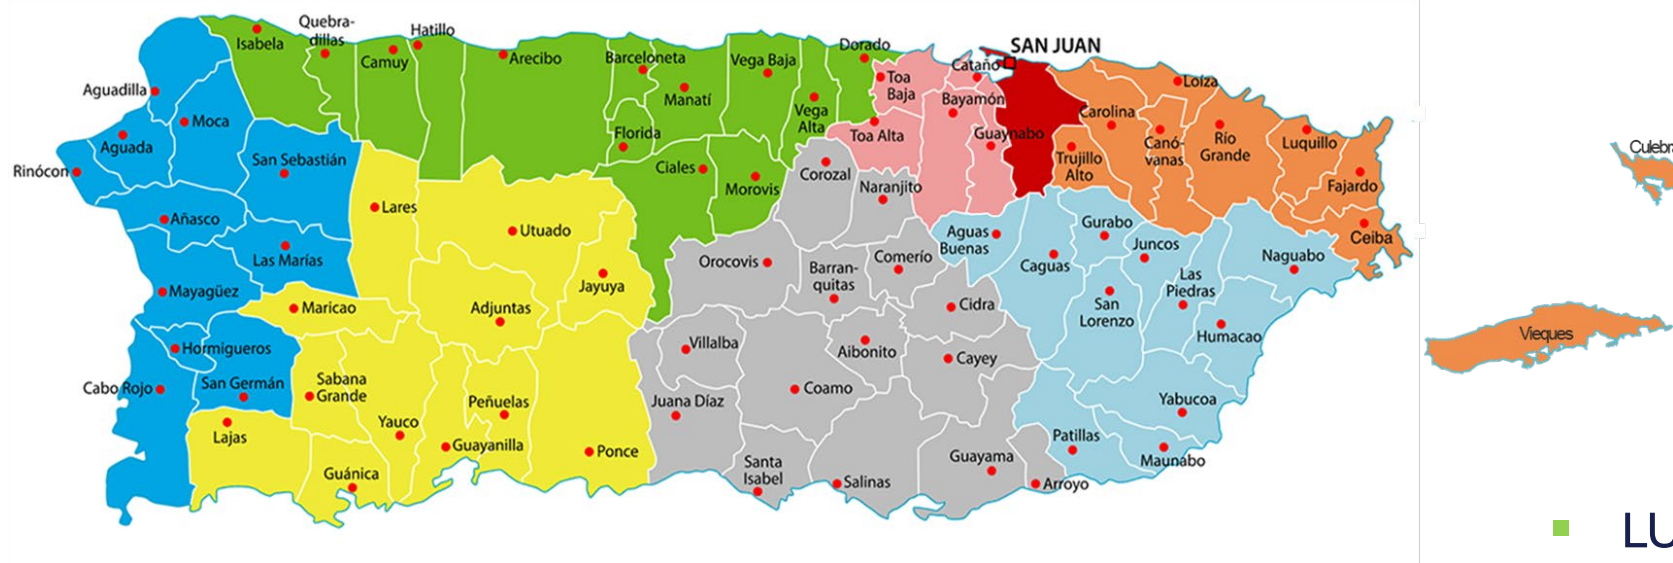 Quebra-
dillas
Hatillo
Isabela
Camuy
Arecibo
Barceloneta
Vega Baja
Dorado
SAN JUAN
Cataño
Toa
Baja
Loíza
Aguadilla
Manatí
Bayamón
Moca
Vega
Alta
Carolina
Aguada
Florida
Toa Alta
Guaynabo
Canó-
vanas
Río
Grande
Luquillo
Culebra
San Sebastián
Trujillo
Alto
Rinócon
Ciales
Morovis
Corozal
Naranjito
Fajardo
Lares
Añasco
Utuado
Aguas
Buenas
Gurabo
Juncos
Ceiba
Las Marías
Orocovis
Barran-
quitas
Comerío
Caguas
Naguabo
Mayagüez
Jayuya
Las
Piedras
Maricao
Adjuntas
Cidra
San
Lorenzo
Humacao
Vieques
Hormigueros
Villalba
Aibonito
Cayey
Cabo Rojo
San Germán
Sabana
Grande
Coamo
Peñuelas
Juana Díaz
Yabucoa
Lajas
Yauco
Guayanilla
Ponce
Patillas
Maunabo
Guánica
Santa
Isabel
Salinas
Guayama
Arroyo
LU